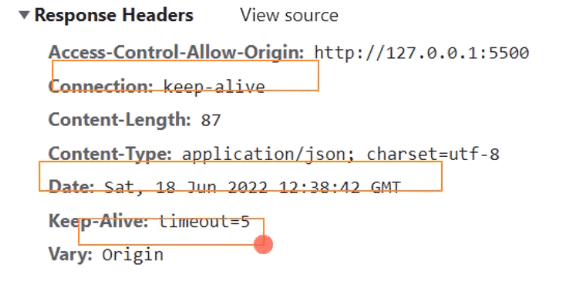 Response Headers View source
Access-Control-Allow-Origin: http://127.0.0.1:5500
Connection: keep-alive
Content-Length: 87
Content-Type: application/json; charset=utf-8
Date: Sat, 18 Jun 2022 12:38:42 GMT
Keep-Alive: timeout=5
Vary: Origin